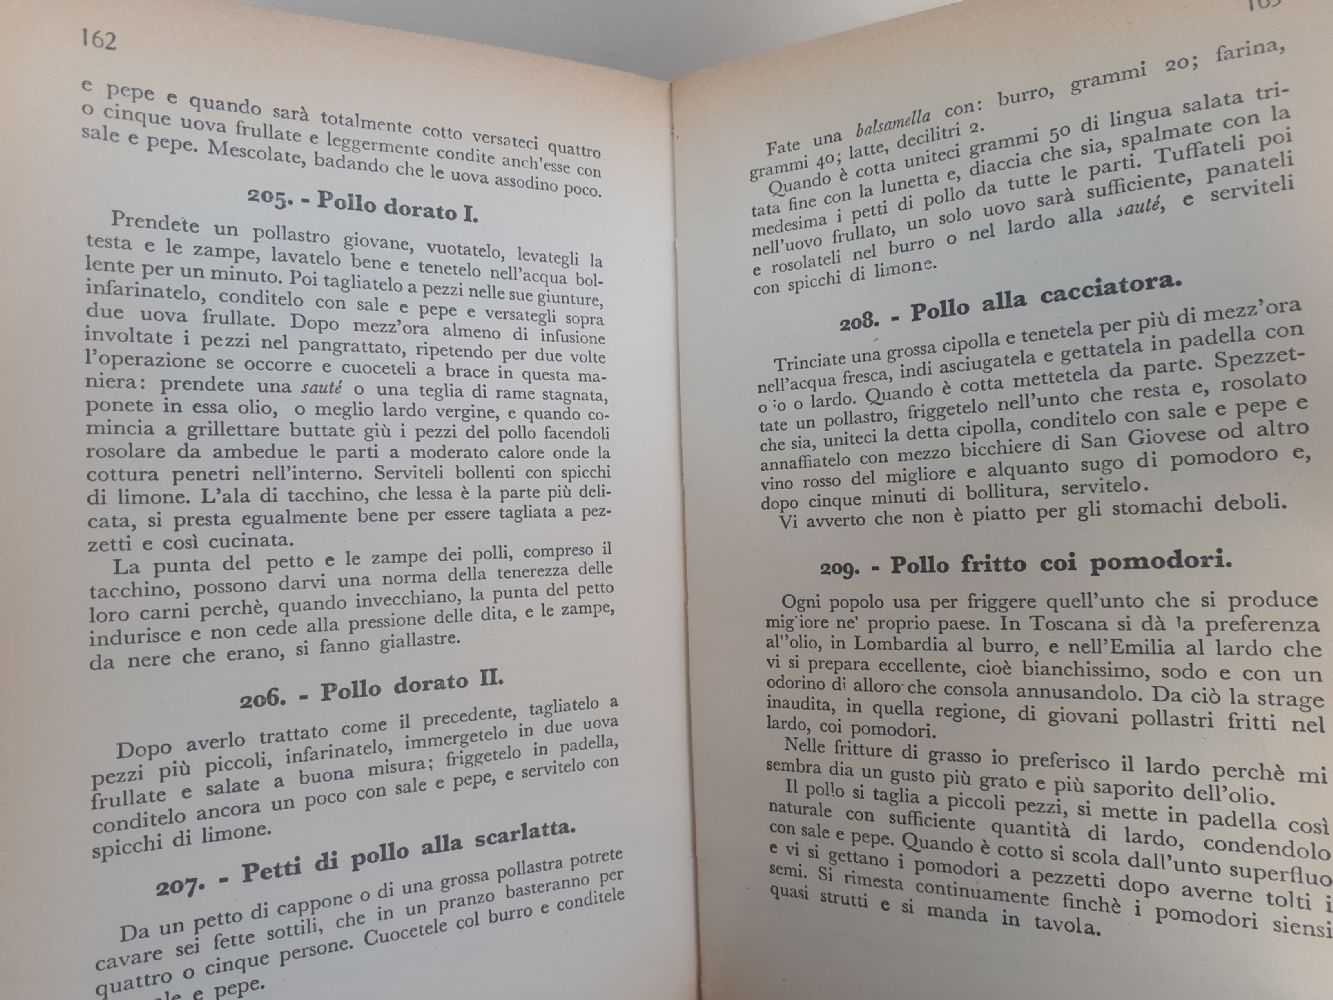 162
e pepe e quando sarà totalmente cotto versateci quattro
o cinque uova frullate e leggermente condite anch'esse con
sale e pepe. Mescolate, badando che le uova assodino poco.
205. - Pollo dorato I.
Prendete un pollastro giovane, vuotatelo, levategli la
testa e le zampe, lavatelo bene e tenetelo nell'acqua bol-
lente per un minuto. Poi tagliatelo a pezzi nelle sue giunture,
infarinatelo, conditelo con sale e pepe e versategli sopra
due uova frullate. Dopo mezz'ora almeno di infusione
involtate i pezzi nel pangrattato, ripetendo per due volte
l'operazione se occorre e cuoceteli a brace in questa ma-
niera: prendete una sauté o una teglia di rame stagnata,
ponete in essa olio, o meglio lardo vergine, e quando co-
mincia a grillettare buttate giù i pezzi del pollo facendoli
rosolare da ambedue le parti a moderato calore onde la
cottura penetri nell'interno. Serviteli bollenti con spicchi
di limone. L'ala di tacchino, che lessa è la parte più deli-
cata, si presta egualmente bene per essere tagliata a pez-
zetti e così cucinata.
La punta del petto e le zampe dei polli, compreso il
tacchino, possono darvi una norma della tenerezza delle
loro carni perchè, quando invecchiano, la punta del petto
indurisce e non cede alla pressione delle dita, e le zampe,
da nere che erano, si fanno giallastre.
206. - Pollo dorato II.
Dopo averlo trattato come il precedente, tagliatelo a
pezzi più piccoli, infarinatelo, immergetelo in due uova
frullate e salate a buona misura; friggetelo in padella,
conditelo ancora un poco con sale e pepe, e servitelo con
spicchi di limone.
207. - Petti di pollo alla scarlatta.
Da un petto di cappone o di una grossa pollastra potrete
cavare sei fette sottili, che in un pranzo basteranno per
quattro o cinque persone. Cuocetele col burro e conditele
e pepe.
Fate una balsamella con: burro, grammi 20; farina,
grammi 40; latte, decilitri 2.
Quando è cotta uniteci grammi 50 di lingua salata tri-
tata fine con la lunetta e, diaccia che sia, spalmate con la
medesima i petti di pollo da tutte le parti. Tuffateli poi
nell'uovo frullato, un solo uovo sarà sufficiente, panateli
e rosolateli nel burro o nel lardo alla sauté, e serviteli
con spicchi di limone.
208. - Pollo alla cacciatora.
Trinciate una grossa cipolla e tenetela per più di mezz'ora
nell'acqua fresca, indi asciugatela e gettatela in padella con
o lardo. Quando è cotta mettetela da parte. Spezzet-
tate un pollastro, friggetelo nell'unto che resta e, rosolato
che sia, uniteci la detta cipolla, conditelo con sale e pepe e
annaffiatelo con mezzo bicchiere di San Giovese od altro
vino rosso del migliore e alquanto sugo di pomodoro e,
dopo cinque minuti di bollitura, servitelo.
Vi avverto che non è piatto per gli stomachi deboli.
209. - Pollo fritto coi pomodori.
Ogni popolo usa per friggere quell'unto che si produce
migliore ne' proprio paese. In Toscana si dà la preferenza
al'olio, in Lombardia al burro, e nell'Emilia al lardo che
vi si prepara eccellente, cioè bianchissimo, sodo e con un
odorino di alloro che consola annusandolo. Da ciò la strage
inaudita, in quella regione, di giovani pollastri fritti nel
lardo, coi pomodori.
Nelle fritture di grasso io preferisco il lardo perchè mi
sembra dia un gusto più grato e più saporito dell'olio.
Il pollo si taglia a piccoli pezzi, si mette in padella così
naturale con sufficiente quantità di lardo, condendolo
con sale e pepe. Quando è cotto si scola dall'unto superfluo
e vi si gettano i pomodori a pezzetti dopo averne tolti i
semi. Si rimesta continuamente finchè i pomodori siensi
quasi strutti e si manda in tavola.